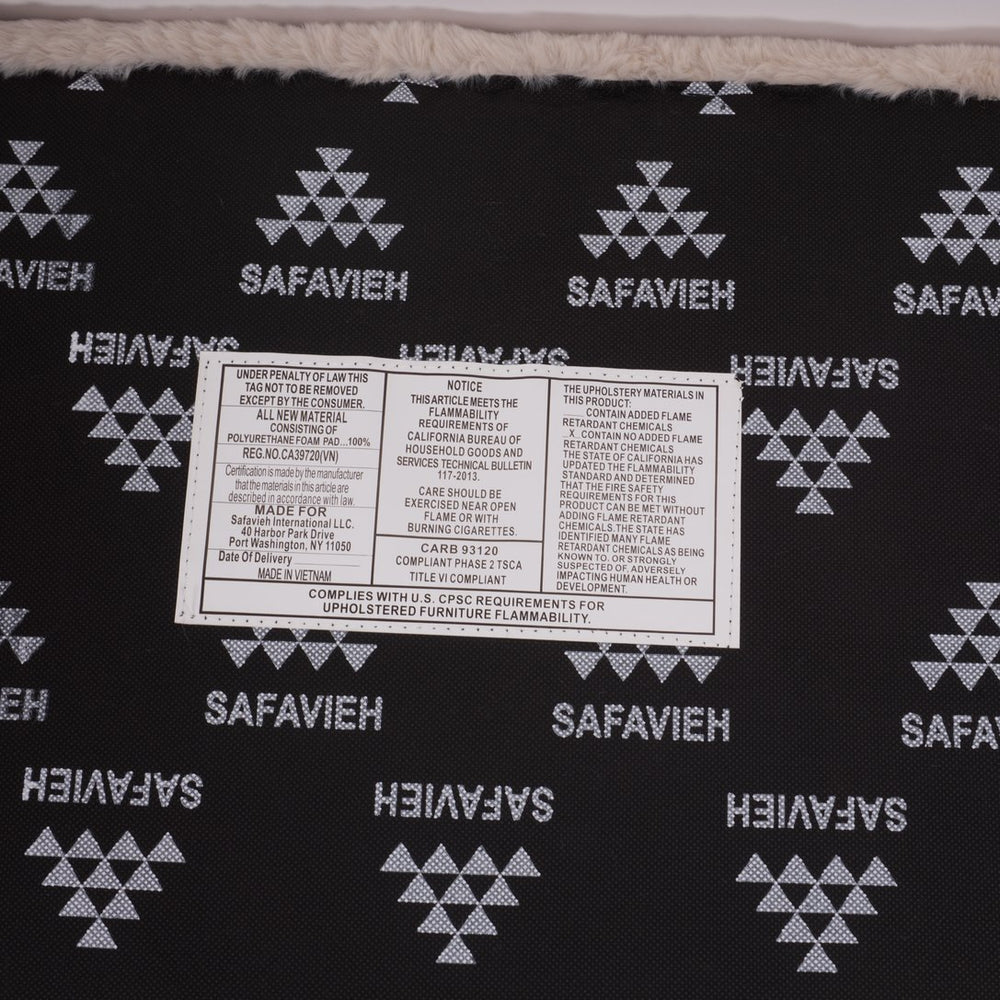 SAFAVIEH
SAFAVIEH
SAFAVIEH
SAFAVIEH
UNDER PENALTY OF LAW THIS
TAG NOT TO BE REMOVED
EXCEPT BY THE CONSUMER.
ALL NEW MATERIAL
CONSISTING OF
POLYURETHANE FOAM PAD...100%
REG.NO.CA39720(VN)
Certification is made by the manufacturer
that the materials in this article are
described in accordance with law.
MADE FOR
Safavieh International LLC.
40 Harbor Park Drive
Port Washington, NY 11050
Date Of Delivery
MADE IN VIETNAM
NOTICE
THIS ARTICLE MEETS THE
FLAMMABILITY
REQUIREMENTS OF
CALIFORNIA BUREAU OF
HOUSEHOLD GOODS AND
SERVICES TECHNICAL BULLETIN
117-2013.
CARE SHOULD BE
EXERCISED NEAR OPEN
FLAME OR WITH
BURNING CIGARETTES.
CARB 93120
COMPLIANT PHASE 2 TSCA
TITLE VI COMPLIANT
THE UPHOLSTERY MATERIALS IN
THIS PRODUCT:
____ CONTAIN ADDED FLAME
RETARDANT CHEMICALS
_X_ CONTAIN NO ADDED FLAME
RETARDANT CHEMICALS
THE STATE OF CALIFORNIA HAS
UPDATED THE FLAMMABILITY
STANDARD AND DETERMINED
THAT THE FIRE SAFETY
REQUIREMENTS FOR THIS
PRODUCT CAN BE MET WITHOUT
ADDING FLAME RETARDANT
CHEMICALS.THE STATE HAS
IDENTIFIED MANY FLAME
RETARDANT CHEMICALS AS BEING
KNOWN TO. OR STRONGLY
SUSPECTED OF, ADVERSELY
IMPACTING HUMAN HEALTH OR
DEVELOPMENT.
COMPLIES WITH U.S. CPSC REQUIREMENTS FOR
UPHOLSTERED FURNITURE FLAMMABILITY.
SAFAVIEH
SAFAVIEH
SAFAVIEH
SAFAVIEH
SAFAVIEH